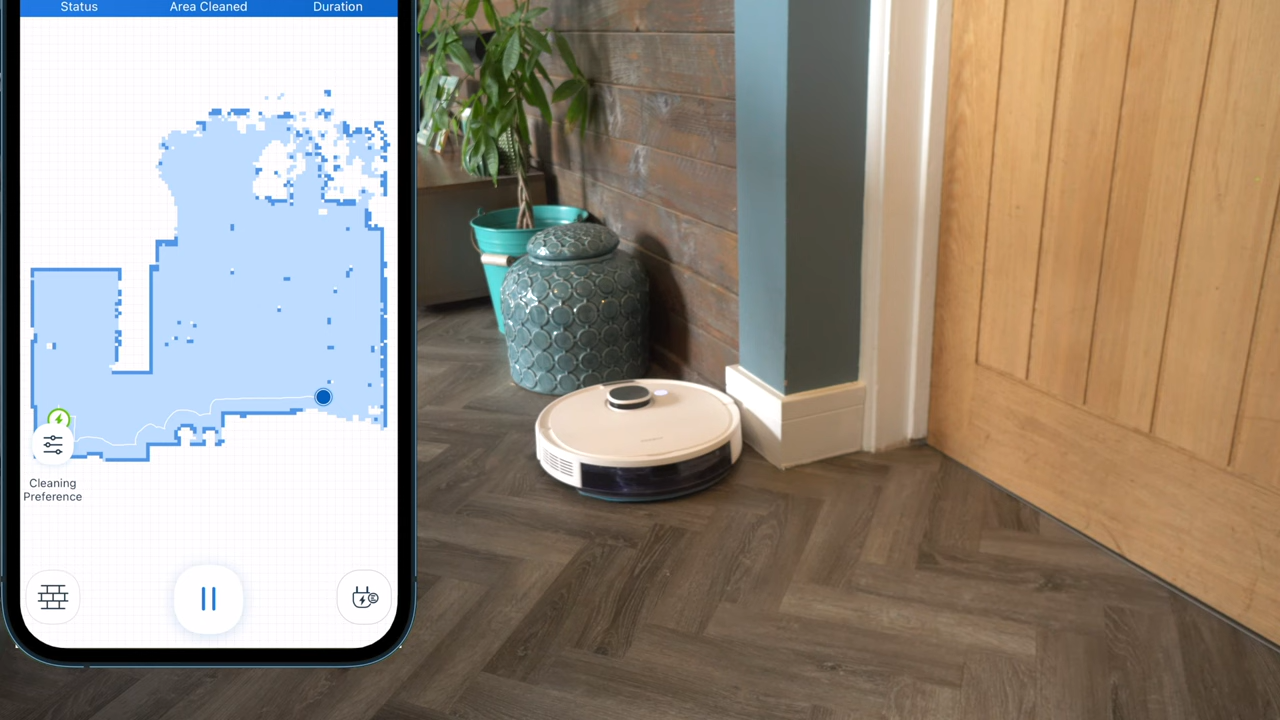 Status
Area Cleaned
Duration
Cleaning
Preference